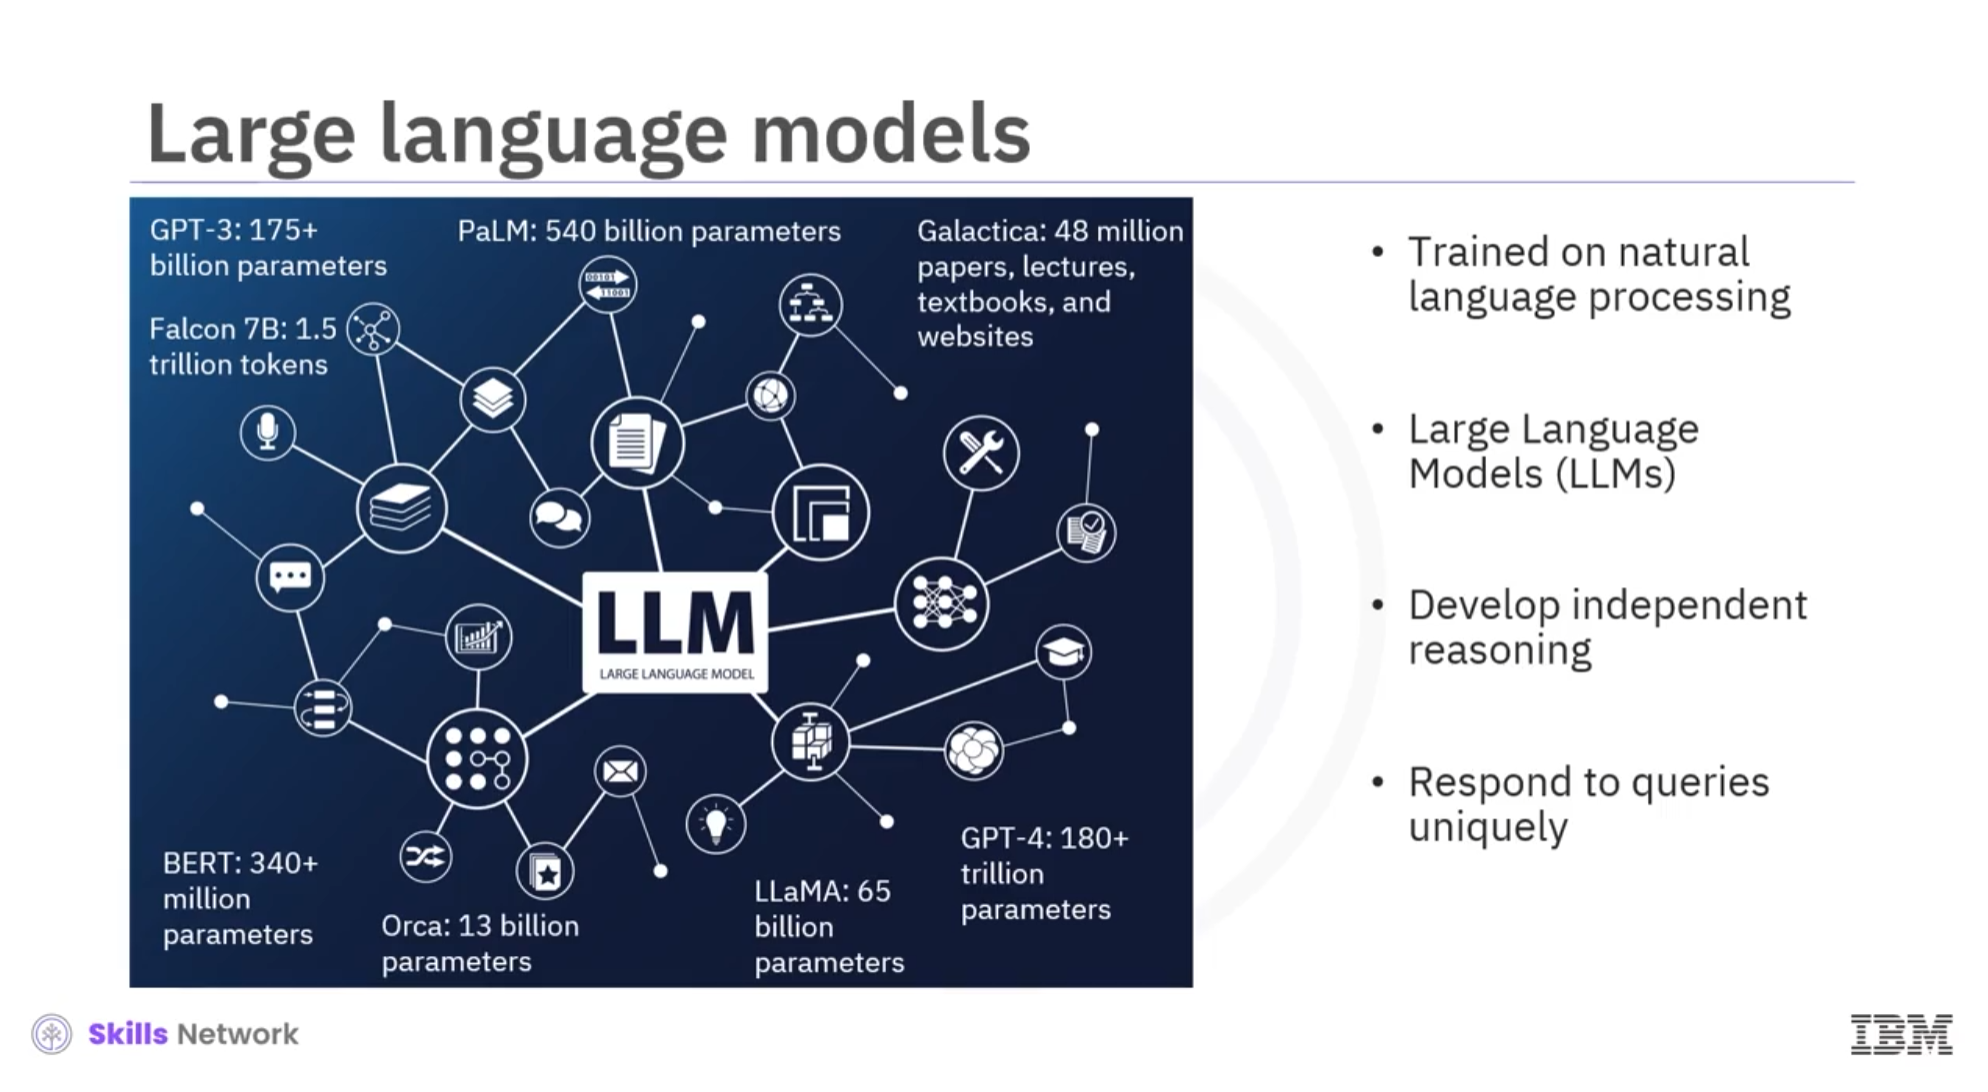 Large language models
GPT-3: 175+
billion parameters
PaLM: 540 billion parameters
Galactica: 48 million
papers, lectures,
textbooks, and
websites
Falcon 7B: 1.5
trillion tokens
00101
11001
LLM
LARGE LANGUAGE MODEL
BERT: 340+
million
parameters
Orca: 13 billion
parameters
LLaMA: 65
billion
parameters
GPT-4: 180+
trillion
parameters
• Trained on natural
language processing
• Large Language
Models (LLMs)
• Develop independent
reasoning
• Respond to queries
uniquely
Skills Network
IBM